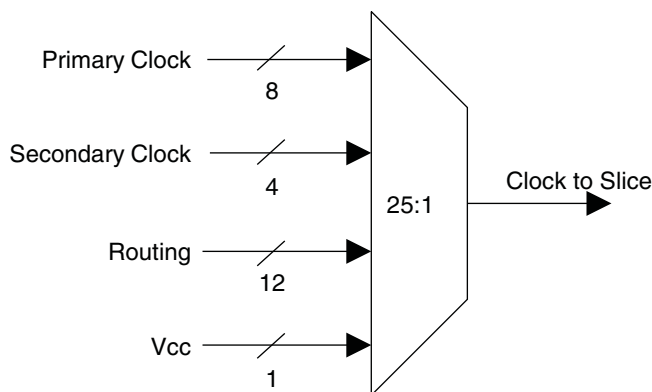 Primary Clock
8
Secondary Clock
4
Clock to Slice
25:1
Routing
12
Vcc
1